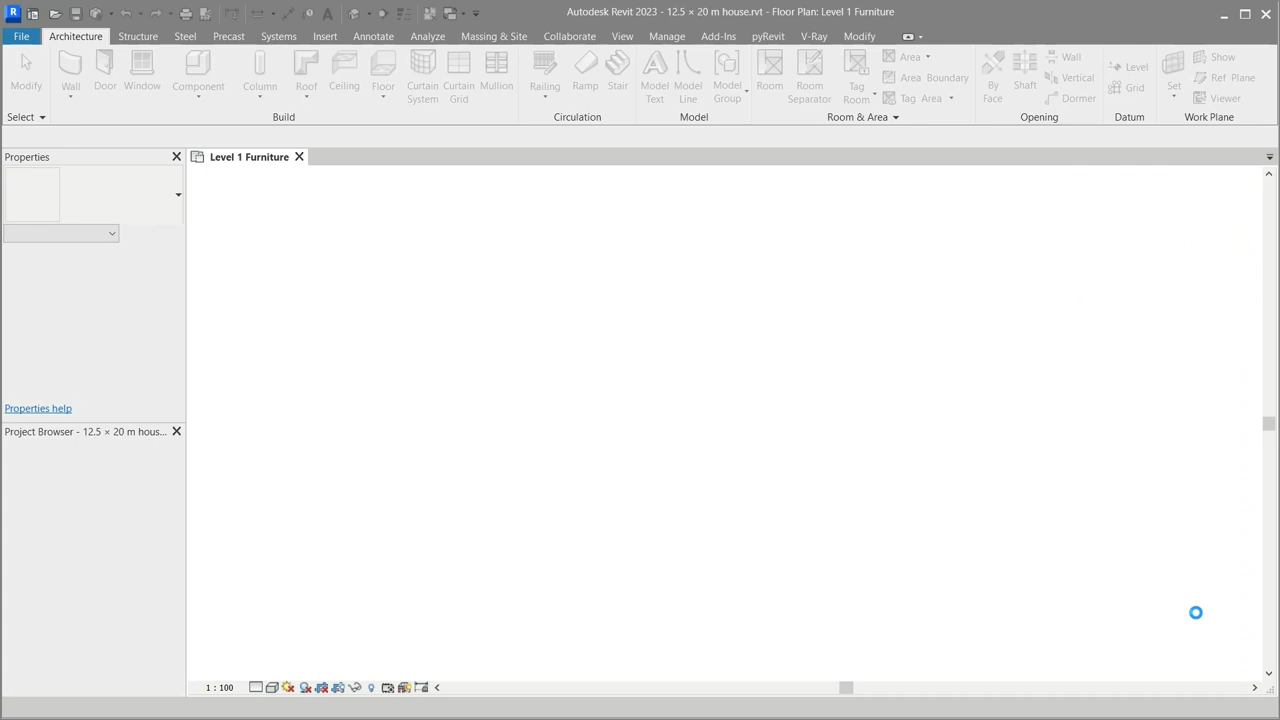 R
Autodesk Revit 2023 - 12.5 × 20 m house.rvt - Floor Plan: Level 1 Furniture
File Architecture Structure Steel Precast Systems Insert Annotate Analyze Massing & Site Collaborate View Manage Add-Ins pyRevit V-Ray Modify
Modify Wall Door Window Component Column Roof Ceiling Floor Curtain System Curtain Grid Mullion Railing Ramp Stair Model Text Model Line Model Group Room Room Separator Tag Room By Face Shaft Set
Area Wall Show
Area Boundary Vertical Level Ref Plane
Tag Area Dormer Grid Viewer
Select Build Circulation Model Room & Area Opening Datum Work Plane
Properties
Level 1 Furniture
Properties help
Project Browser - 12.5 × 20 m hous...
1 : 100